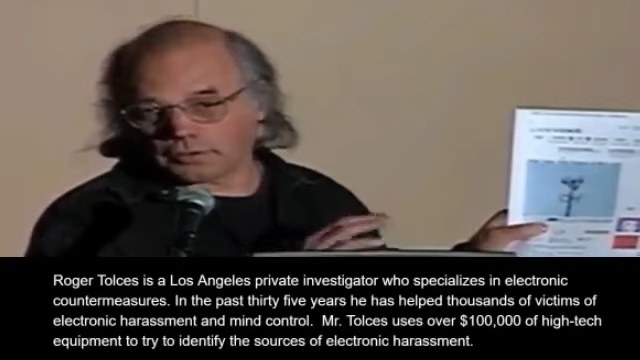 Roger Tolces is a Los Angeles private investigator who specializes in electronic
countermeasures. In the past thirty five years he has helped thousands of victims of
electronic harassment and mind control.  Mr. Tolces uses over $100,000 of high-tech
equipment to try to identify the sources of electronic harassment.